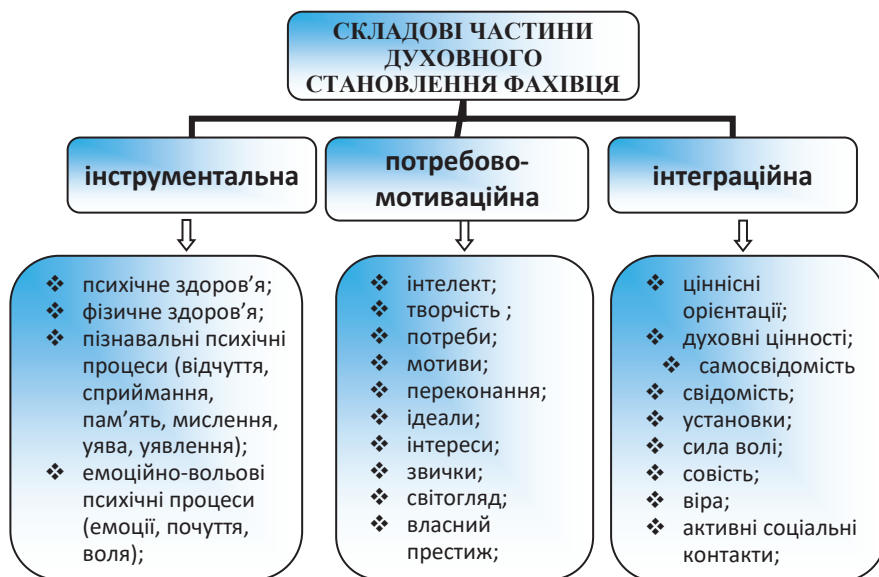 СКЛАДОВІ ЧАСТИНИ
ДУХОВНОГО
СТАНОВЛЕННЯ ФАХІВЦЯ
інструментальна
потребово-
мотиваційна
інтеграційна
❖ психічне здоров’я;
❖ фізичне здоров’я;
❖ пізнавальні психічні
процеси (відчуття,
сприймання,
пам’ять, мислення,
уява, уявлення);
❖ емоційно-вольові
психічні процеси
(емоції, почуття,
воля);
❖ інтелект;
❖ творчість ;
❖ потреби;
❖ мотиви;
❖ переконання;
❖ ідеали;
❖ інтереси;
❖ звички;
❖ світогляд;
❖ власний
престиж;
❖ ціннісні
орієнтації;
❖ духовні цінності;
❖ самосвідомість
❖ свідомість;
❖ установки;
❖ сила волі;
❖ совість;
❖ віра;
❖ активні соціальні
контакти;